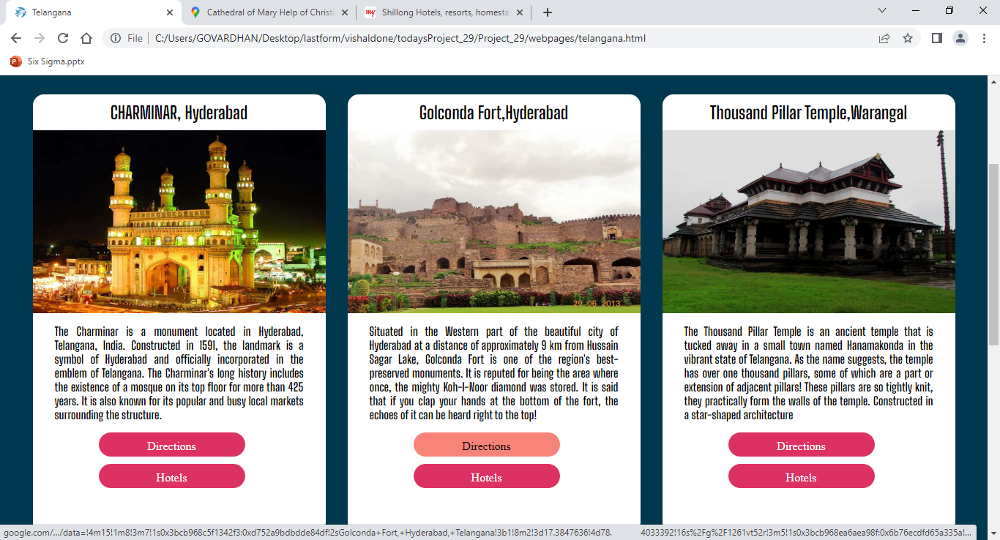 Telangana
Cathedral of Mary Help of Christi
my
Shillong Hotels, resorts, homesta
File
C:/Users/GOVARDHAN/Desktop/lastform/vishaldone/todaysProject_29/Project_29/webpages/telangana.html
Six Sigma.pptx
CHARMINAR, Hyderabad
The Charminar is a monument located in Hyderabad,
Telangana, India. Constructed in 1591, the landmark is a
symbol of Hyderabad and officially incorporated in the
emblem of Telangana. The Charminar's long history includes
the existence of a mosque on its top floor for more than 425
years. It is also known for its popular and busy local markets
surrounding the structure.
Directions
Hotels
Golconda Fort,Hyderabad
29 06 2013
Situated in the Western part of the beautiful city of
Hyderabad at a distance of approximately 9 km from Hussain
Sagar Lake, Golconda Fort is one of the region's best-
preserved monuments. It is reputed for being the area where
once, the mighty Koh-I-Noor diamond was stored. It is said
that if you clap your hands at the bottom of the fort, the
echoes of it can be heard right to the top!
Directions
Hotels
Thousand Pillar Temple,Warangal
The Thousand Pillar Temple is an ancient temple that is
tucked away in a small town named Hanamakonda in the
vibrant state of Telangana. As the name suggests, the temple
has over one thousand pillars, some of which are a part or
extension of adjacent pillars! These pillars are so tightly knit,
they practically form the walls of the temple. Constructed in
a star-shaped architecture
Directions
Hotels
google.com/.../data=!4m15!1m8!3m7!1s0x3bcb968c5f1342f3:0xd752a9bdbdde84df!2sGolconda+Fort,+Hyderabad,+Telangana!3b1!8m2!3d17.3847636!4d78.4033392!16s%2Fg%2F1261vt52r!3m5!1s0x3bcb968ea6aea98f:0x6b76ecdfd65a335a!...